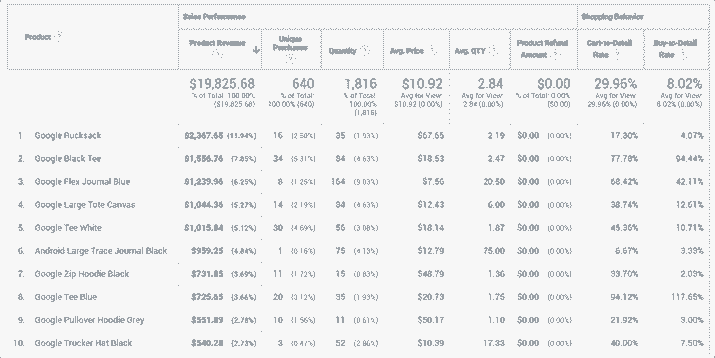 Sales Performance Shopping Behavior
Product Product Revenue Unique Purchases Quantity Avg. Price Avg. QTY Product Refund Amount Cart-to-Detail Rate Buy-to-Detail Rate
$19,825.68 640 1,816 $10.92 2.84 $0.00 29.96% 8.02%
% of Total: 100.00% ($19,825.68) % of Total: 100.00% (640) % of Total: 100.00% (1,816) Avg for View: $10.92 (0.00%) Avg for View: 2.84 (0.00%) % of Total: 0.00% ($0.00) Avg for View: 29.96% (0.00%) Avg for View: 8.02% (0.00%)
1. Google Rucksack $2,367.65 (11.94%) 16 (2.50%) 35 (1.93%) $67.65 2.19 $0.00 (0.00%) 17.30% 4.07%
2. Google Black Tee $1,556.76 (7.85%) 34 (5.31%) 84 (4.63%) $18.53 2.47 $0.00 (0.00%) 77.78% 94.44%
3. Google Flex Journal Blue $1,239.96 (6.25%) 8 (1.25%) 164 (9.03%) $7.56 20.50 $0.00 (0.00%) 68.42% 42.11%
4. Google Large Tote Canvas $1,044.36 (5.27%) 14 (2.19%) 84 (4.63%) $12.43 6.00 $0.00 (0.00%) 38.74% 12.61%
5. Google Tee White $1,015.84 (5.12%) 30 (4.69%) 56 (3.08%) $18.14 1.87 $0.00 (0.00%) 45.36% 10.71%
6. Android Large Trace Journal Black $959.25 (4.84%) 1 (0.16%) 75 (4.13%) $12.79 75.00 $0.00 (0.00%) 6.67% 3.33%
7. Google Zip Hoodie Black $731.85 (3.69%) 11 (1.72%) 15 (0.83%) $48.79 1.36 $0.00 (0.00%) 33.70% 2.03%
8. Google Tee Blue $725.65 (3.66%) 20 (3.12%) 35 (1.93%) $20.73 1.75 $0.00 (0.00%) 94.12% 117.65%
9. Google Pullover Hoodie Grey $551.89 (2.78%) 10 (1.56%) 11 (0.61%) $50.17 1.10 $0.00 (0.00%) 21.92% 3.00%
10. Google Trucker Hat Black $540.28 (2.73%) 3 (0.47%) 52 (2.86%) $10.39 17.33 $0.00 (0.00%) 40.00% 7.50%